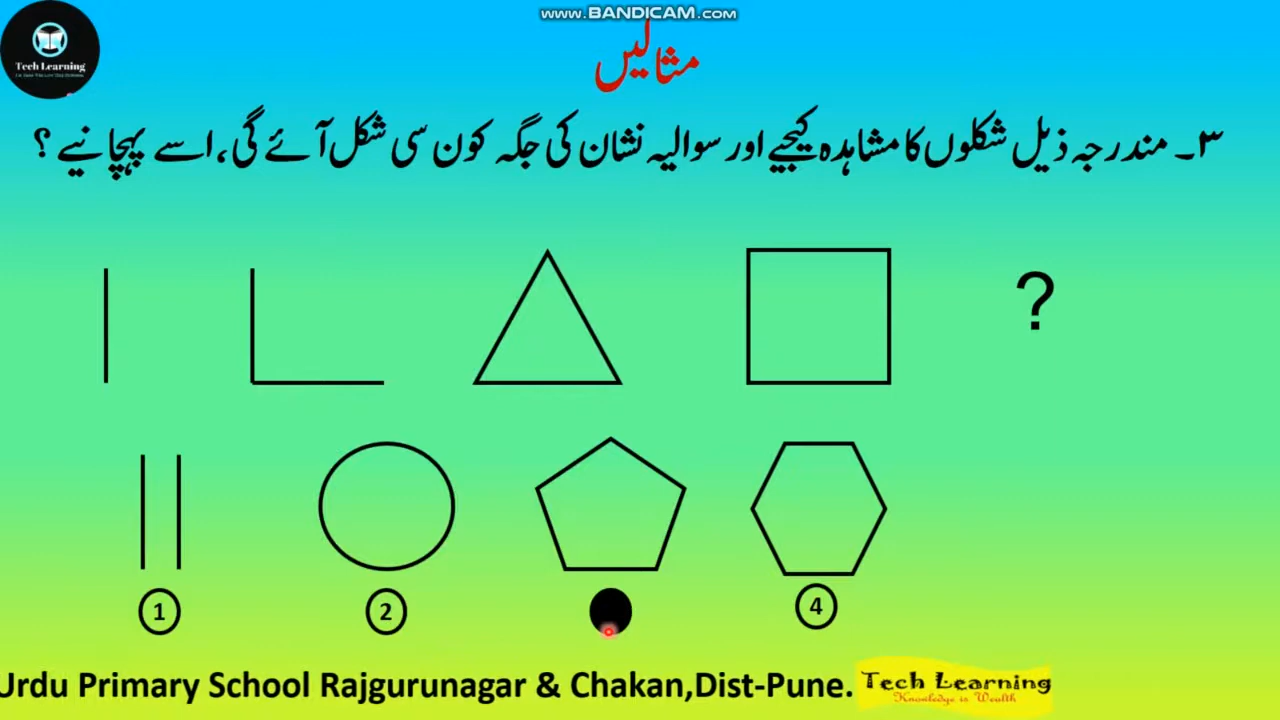 www.BANDICAM.com
Tech Learning
مثالیں
۳۔ مندرجہ ذیل شکلوں کا مشاہدہ کیجیے اور سوالیہ نشان کی جگہ کون سی شکل آئے گی، اسے پہچانیے ؟
?
1 2 4
Urdu Primary School Rajgurunagar & Chakan,Dist-Pune.
Tech Learning
Knowledge is Wealth